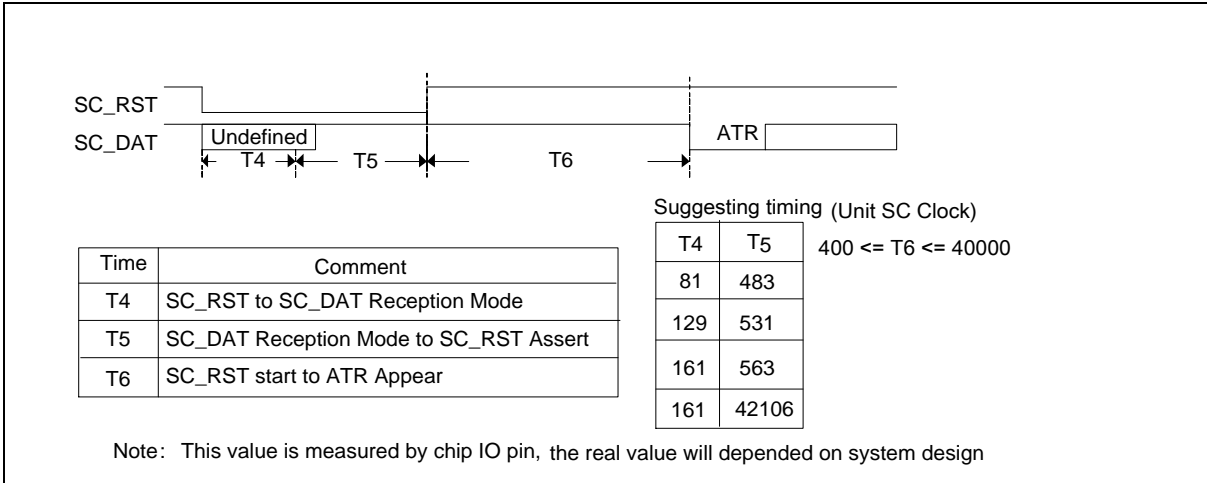 SC_RST
SC_DAT
Undefined
ATR
T4
T5
T6
Suggesting timing (Unit SC Clock)
T4 T5
400 <= T6 <= 40000
81 483
129 531
161 563
161 42106
Time Comment
T4 SC_RST to SC_DAT Reception Mode
T5 SC_DAT Reception Mode to SC_RST Assert
T6 SC_RST start to ATR Appear
Note: This value is measured by chip IO pin, the real value will depended on system design